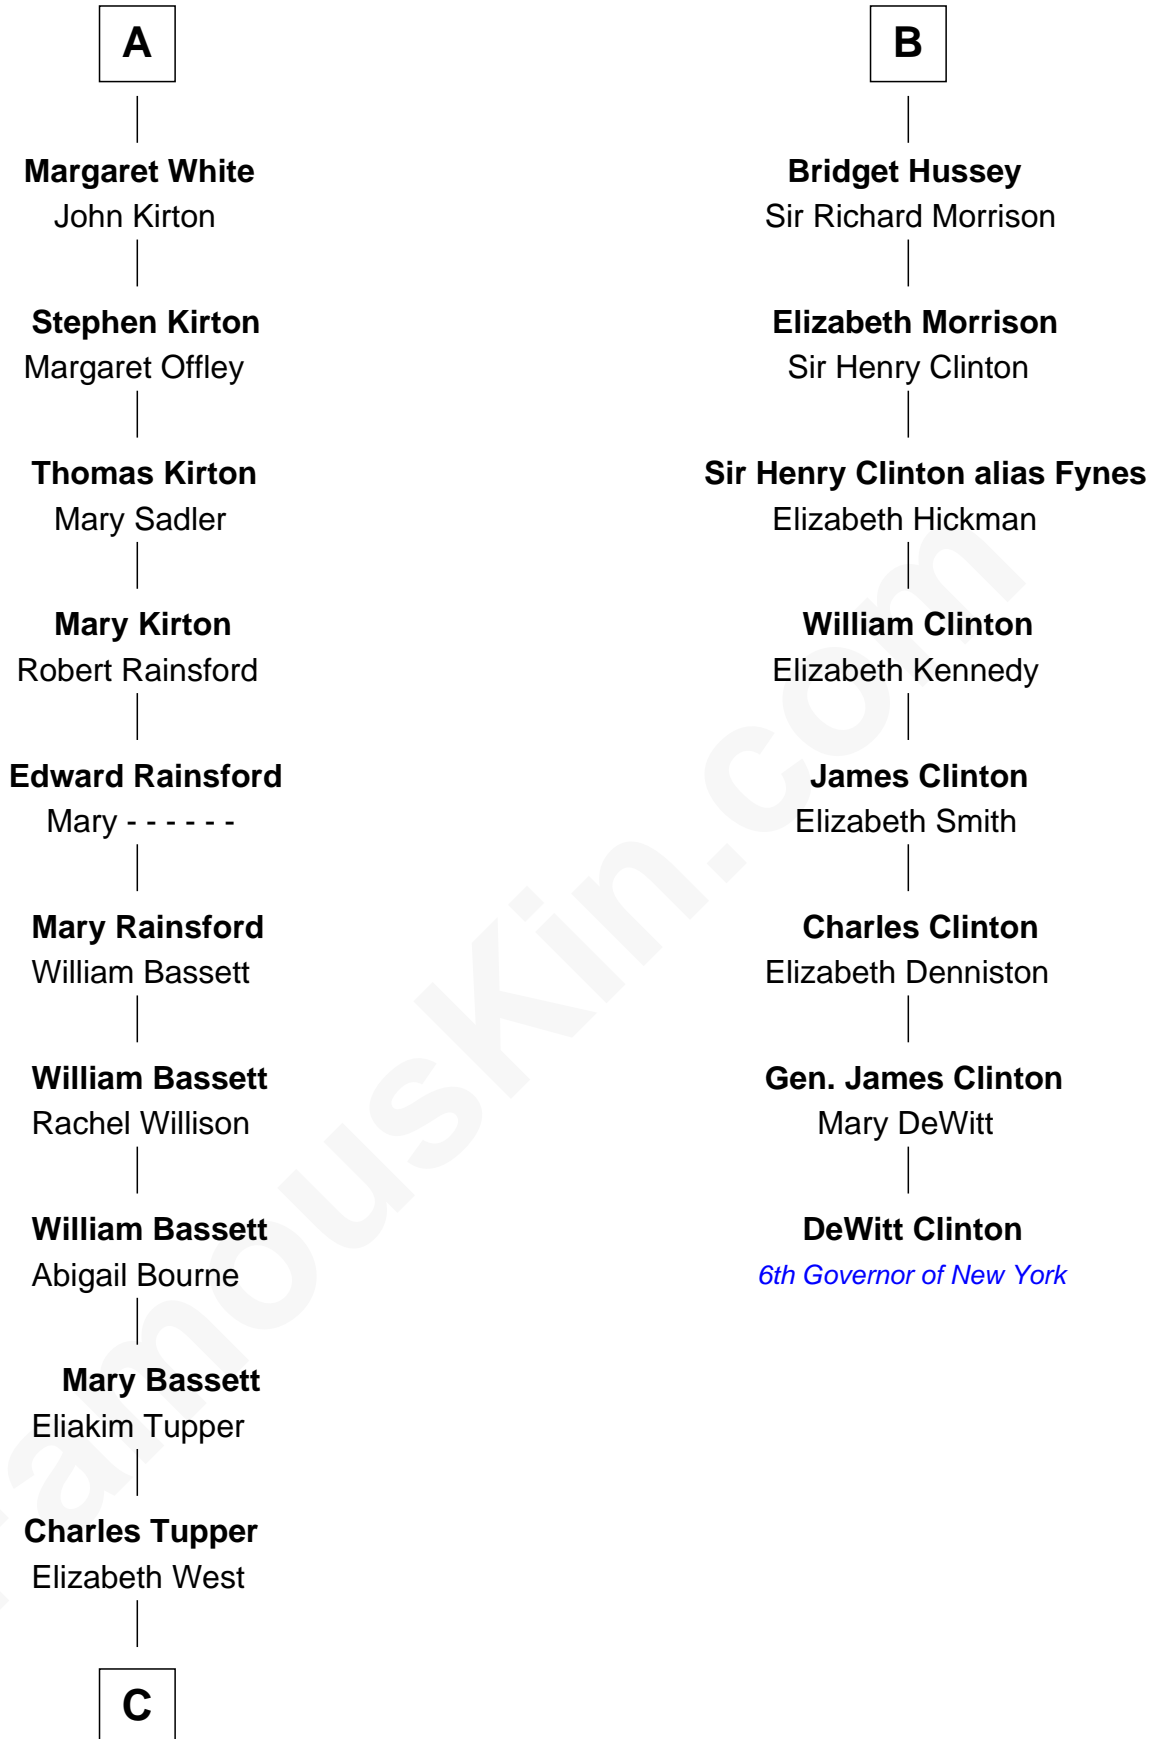 A
Margaret White
John Kirton
Stephen Kirton
Margaret Offley
Thomas Kirton
Mary Sadler
Mary Kirton
Robert Rainsford
Edward Rainsford
Mary - - - - - -
Mary Rainsford
William Bassett
William Bassett
Rachel Willison
William Bassett
Abigail Bourne
Mary Bassett
Eliakim Tupper
Charles Tupper
Elizabeth West
C
B
Bridget Hussey
Sir Richard Morrison
Elizabeth Morrison
Sir Henry Clinton
Sir Henry Clinton alias Fynes
Elizabeth Hickman
William Clinton
Elizabeth Kennedy
James Clinton
Elizabeth Smith
Charles Clinton
Elizabeth Denniston
Gen. James Clinton
Mary DeWitt
DeWitt Clinton
6th Governor of New York
FamousKin.com